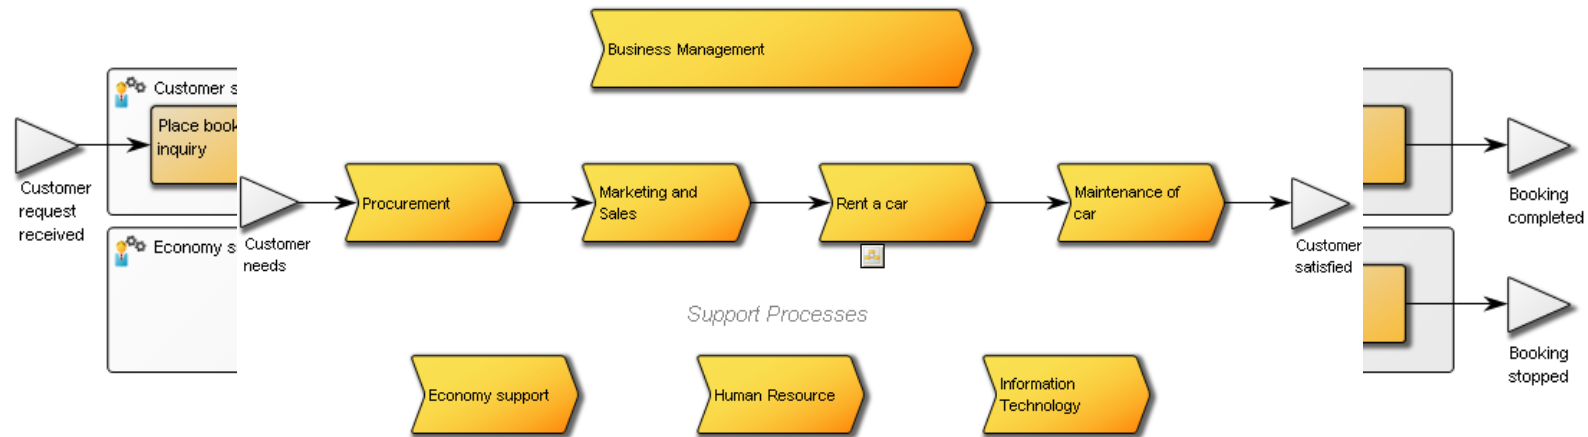 Business Management
Customer s
Place book
inquiry
Customer
request
received
Economy s
Customer
needs
Procurement
Marketing and
Sales
Rent a car
Maintenance of
car
Customer
satisfied
Booking
completed
Booking
stopped
Support Processes
Economy support
Human Resource
Information
Technology